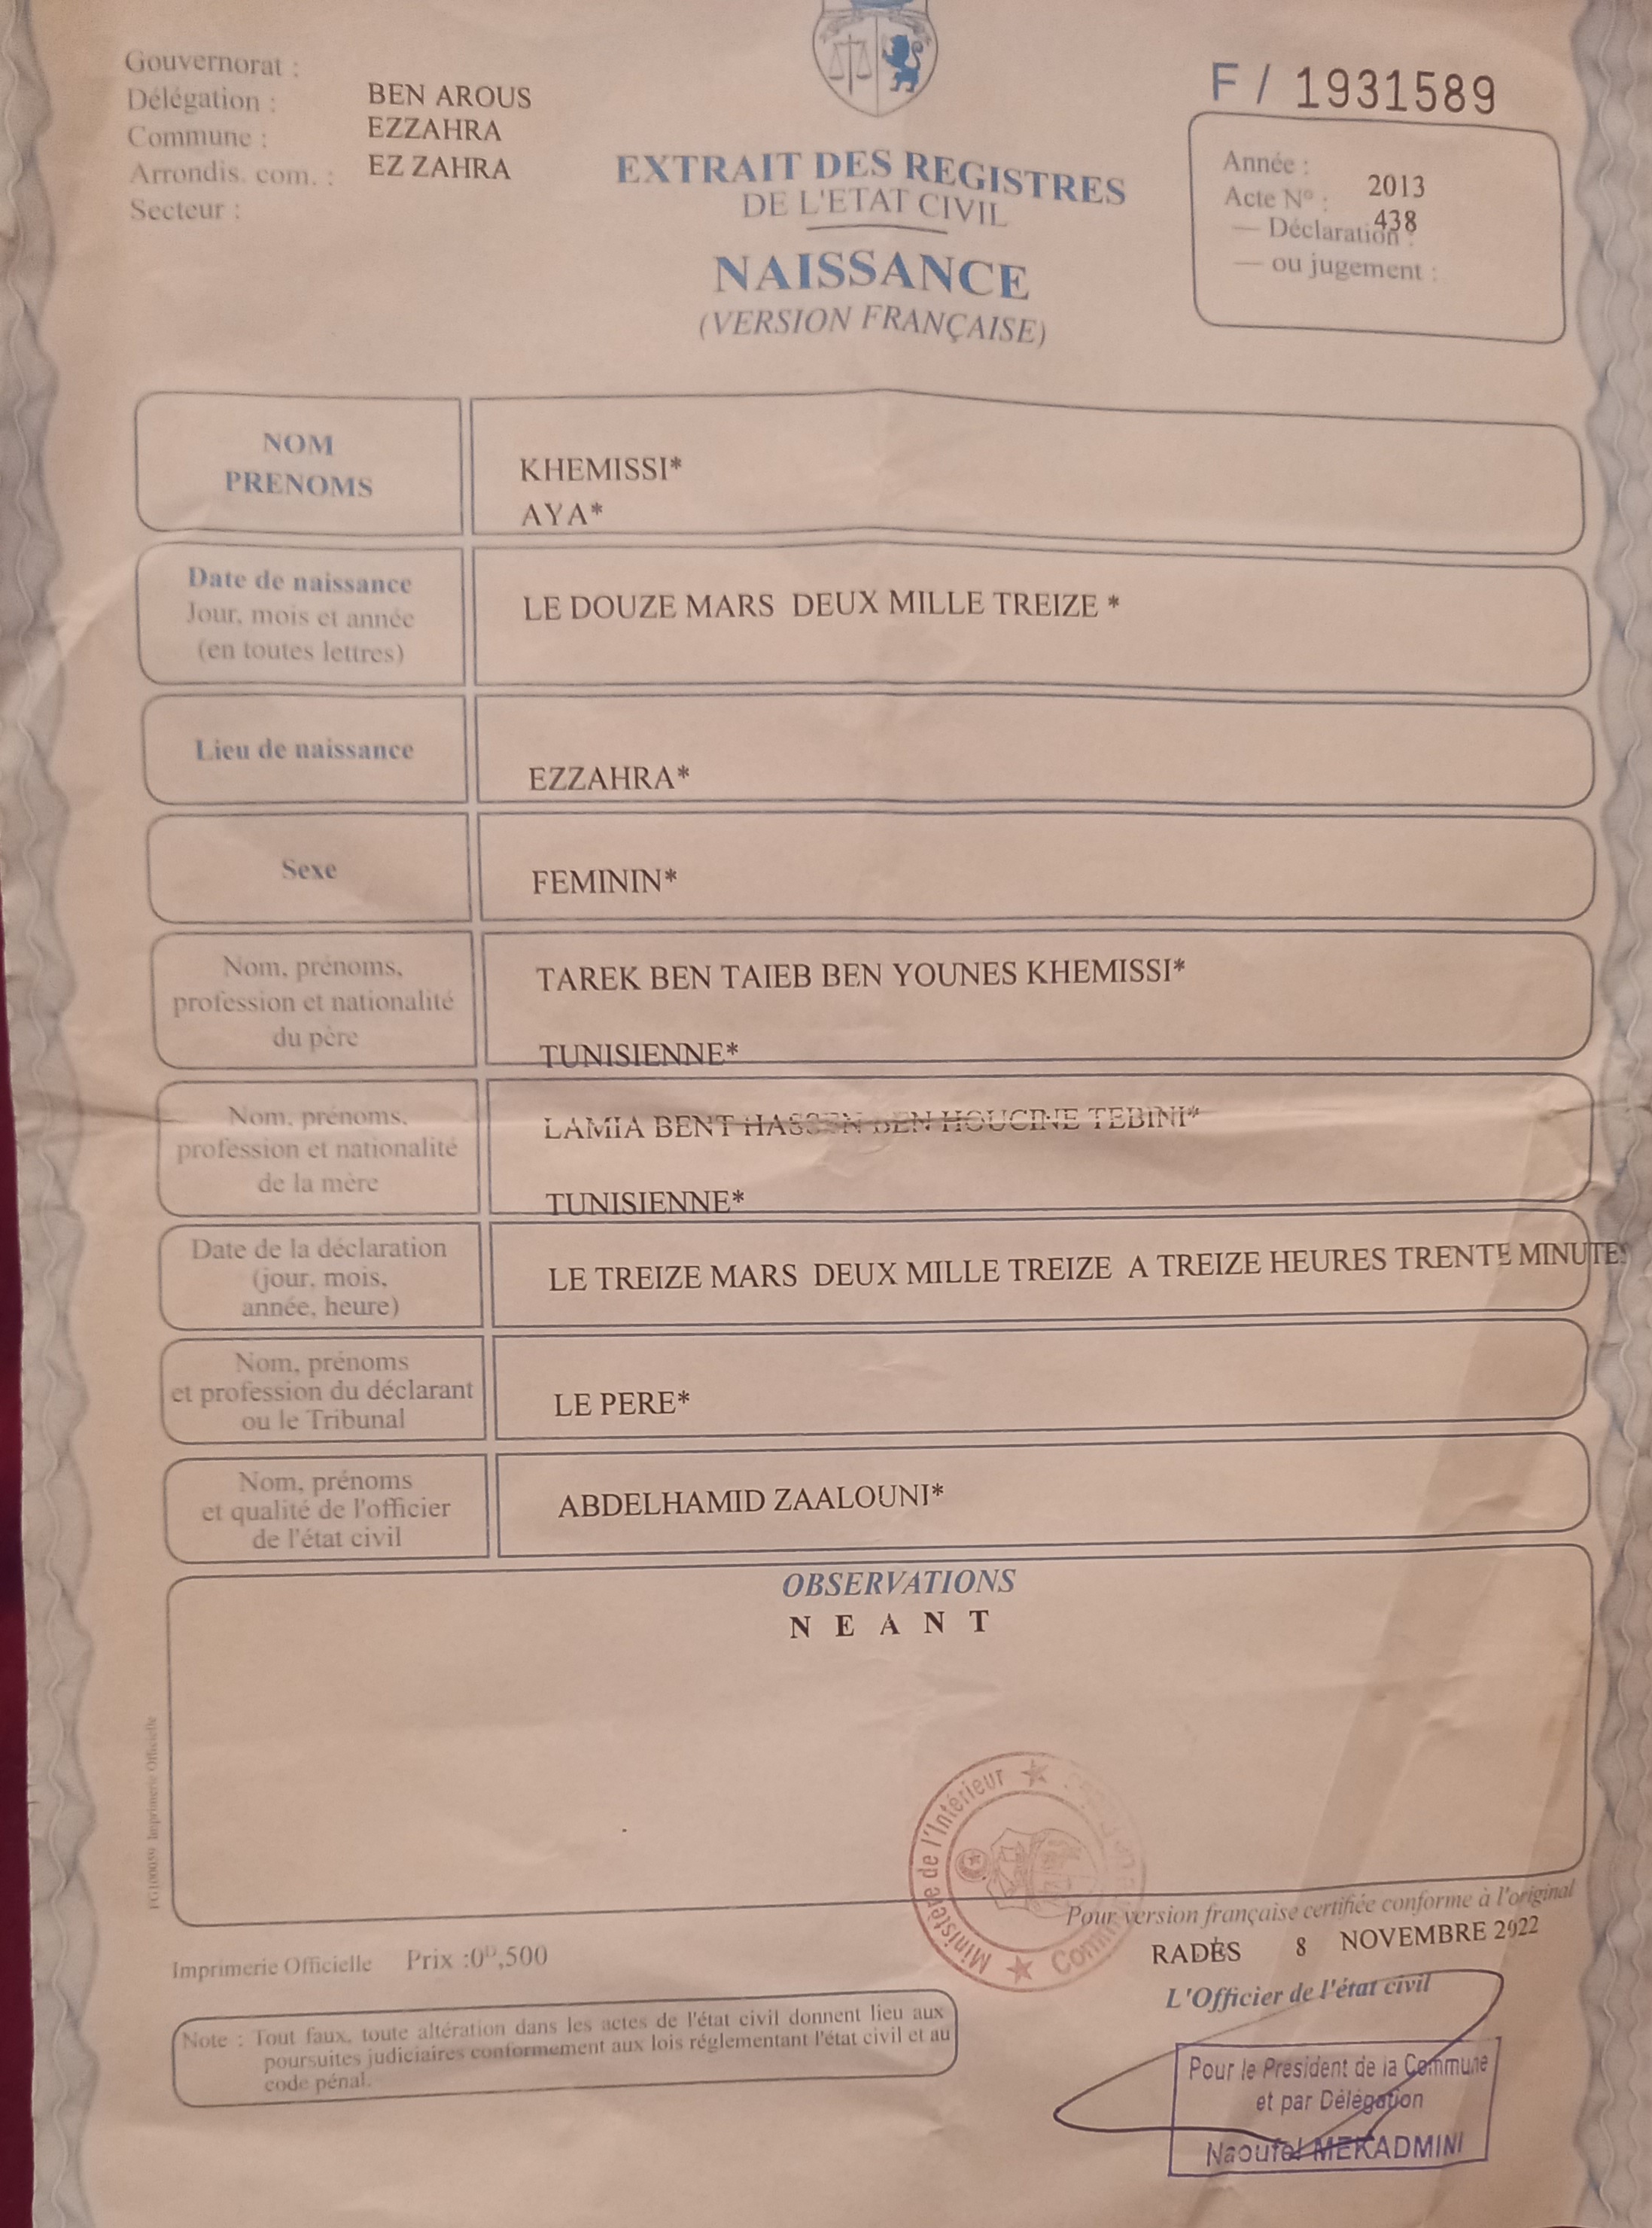 Gouvernorat :
Délégation : BEN AROUS
Commune : EZZAHRA
Arrondis. com. : EZ ZAHRA
Secteur :
F / 1931589
EXTRAIT DES REGISTRES
DE L'ETAT CIVIL
NAISSANCE
(VERSION FRANÇAISE)
Année : 2013
Acte N° :
— Déclaration : 438
— ou jugement :
NOM
PRENOMS
KHEMISSI*
AYA*
Date de naissance
Jour, mois et année
(en toutes lettres)
LE DOUZE MARS DEUX MILLE TREIZE *
Lieu de naissance
EZZAHRA*
Sexe
FEMININ*
Nom, prénoms,
profession et nationalité
du père
TAREK BEN TAIEB BEN YOUNES KHEMISSI*
TUNISIENNE*
Nom, prénoms,
profession et nationalité
de la mère
LAMIA BENT HASSEN BEN HOUCINE TEBINI*
TUNISIENNE*
Date de la déclaration
(jour, mois,
année, heure)
LE TREIZE MARS DEUX MILLE TREIZE A TREIZE HEURES TRENTE MINUTES
Nom, prénoms
et profession du déclarant
ou le Tribunal
LE PERE*
Nom, prénoms
et qualité de l'officier
de l'état civil
ABDELHAMID ZAALOUNI*
OBSERVATIONS
N E A N T
Imprimerie Officielle
Ministère de l'Intérieur
Pour version française certifiée conforme à l'original
RADÈS 8 NOVEMBRE 2022
L'Officier de l'état civil
Imprimerie Officielle Prix :0ᴰ,500
Note : Tout faux, toute altération dans les actes de l'état civil donnent lieu aux
poursuites judiciaires conformement aux lois réglementant l'état civil et au
code pénal.
Pour le Président de la Commune
et par Délégation
Naoufel MEKADMINI